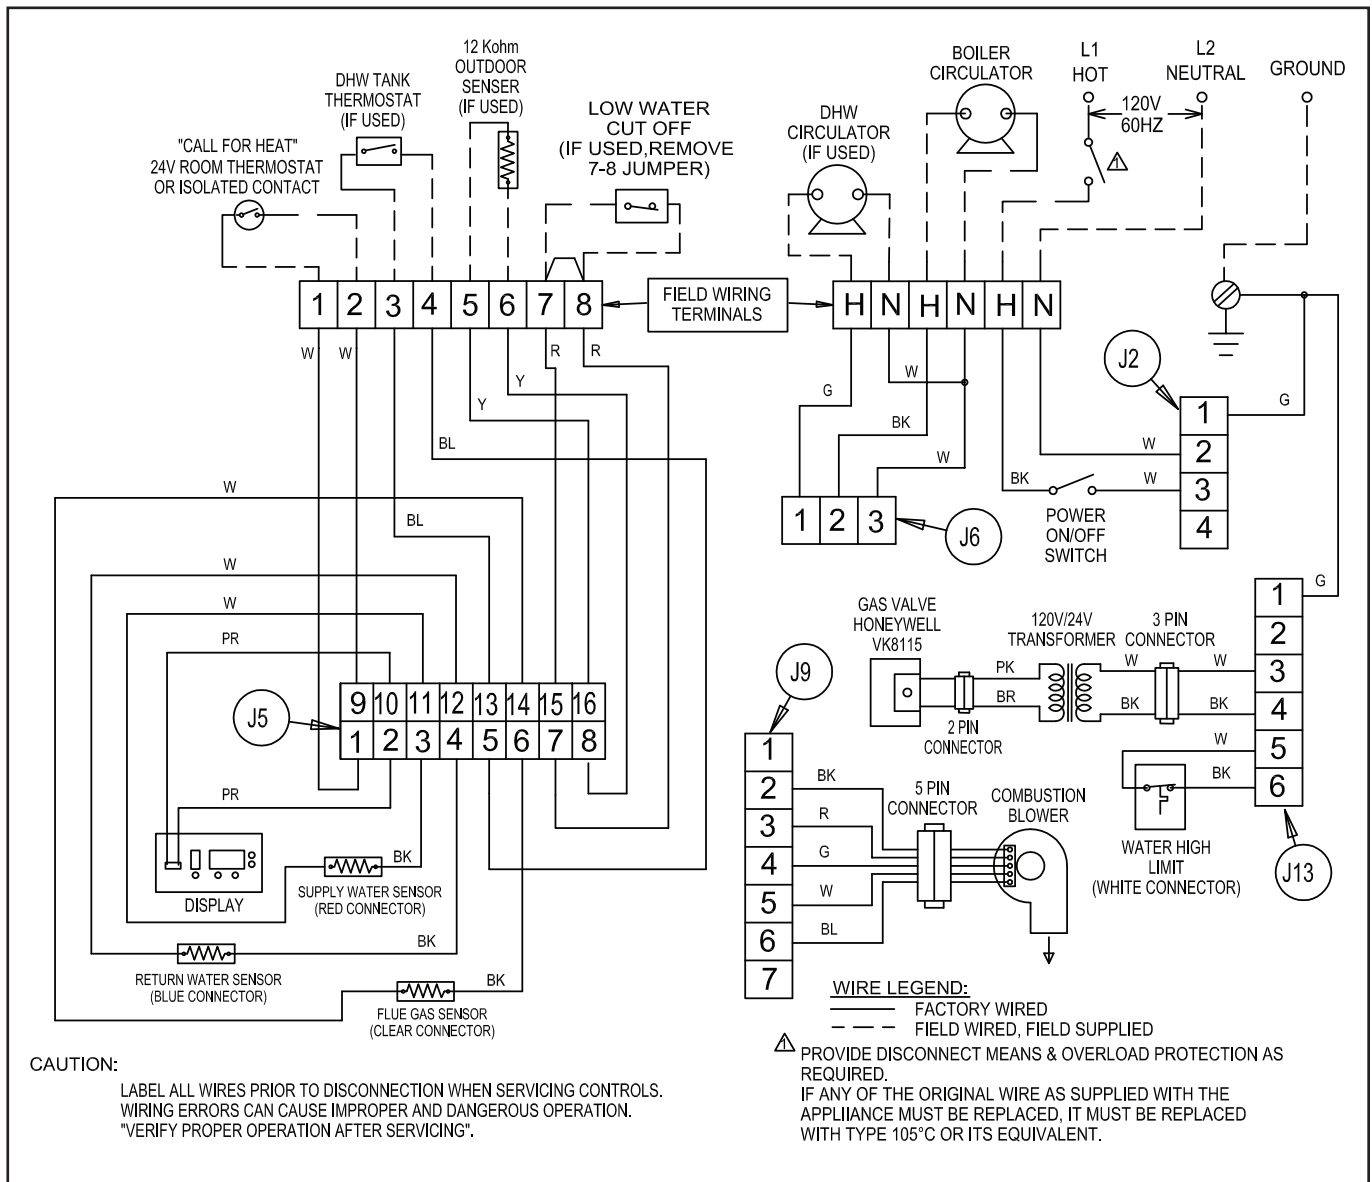 12 Kohm
OUTDOOR
SENSER
(IF USED)
DHW TANK
THERMOSTAT
(IF USED)
"CALL FOR HEAT"
24V ROOM THERMOSTAT
OR ISOLATED CONTACT
LOW WATER
CUT OFF
(IF USED,REMOVE
7-8 JUMPER)
DHW
CIRCULATOR
(IF USED)
BOILER
CIRCULATOR
L1
HOT
L2
NEUTRAL
GROUND
120V
60HZ
1
1 2 3 4 5 6 7 8
FIELD WIRING
TERMINALS
H N H N H N
W W R R
Y
Y
BL
W
BL
W
W
PR
G
W
BK
W
BK
W
W
G
J2
1
2
3
4
POWER
ON/OFF
SWITCH
1 2 3
J6
J5
9 10 11 12 13 14 15 16
1 2 3 4 5 6 7 8
PR
DISPLAY
BK
SUPPLY WATER SENSOR
(RED CONNECTOR)
BK
RETURN WATER SENSOR
(BLUE CONNECTOR)
BK
FLUE GAS SENSOR
(CLEAR CONNECTOR)
GAS VALVE
HONEYWELL
VK8115
2 PIN
CONNECTOR
PK
BR
120V/24V
TRANSFORMER
3 PIN
CONNECTOR
W W
BK BK
G
W
BK
1
2
3
4
5
6
J13
WATER HIGH
LIMIT
(WHITE CONNECTOR)
J9
1
2
3
4
5
6
7
BK
R
G
W
BL
5 PIN
CONNECTOR
COMBUSTION
BLOWER
WIRE LEGEND:
FACTORY WIRED
FIELD WIRED, FIELD SUPPLIED
1 PROVIDE DISCONNECT MEANS & OVERLOAD PROTECTION AS
REQUIRED.
IF ANY OF THE ORIGINAL WIRE AS SUPPLIED WITH THE
APPLIIANCE MUST BE REPLACED, IT MUST BE REPLACED
WITH TYPE 105°C OR ITS EQUIVALENT.
CAUTION:
LABEL ALL WIRES PRIOR TO DISCONNECTION WHEN SERVICING CONTROLS.
WIRING ERRORS CAN CAUSE IMPROPER AND DANGEROUS OPERATION.
"VERIFY PROPER OPERATION AFTER SERVICING".